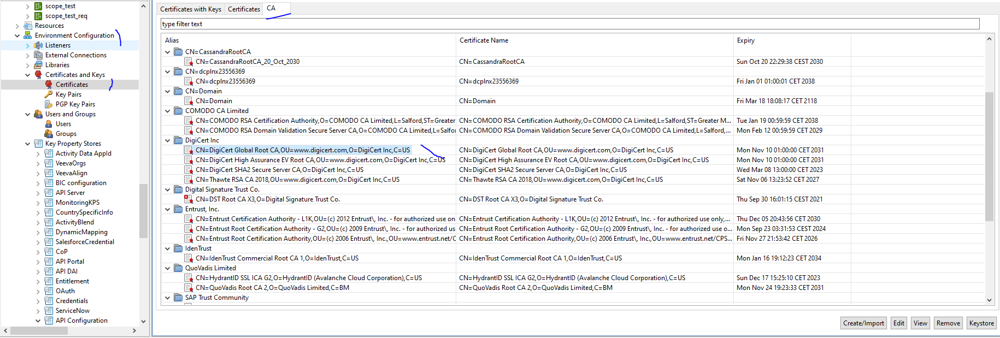 scope_test
scope_test_req
Resources
Environment Configuration
Listeners
External Connections
Libraries
Certificates and Keys
Certificates
Key Pairs
PGP Key Pairs
Users and Groups
Users
Groups
Key Property Stores
Activity Data AppId
VeevaOrgs
VeevaAlign
BIC configuration
API Server
MonitoringKPS
CountrySpecificInfo
ActivityBlend
DynamicMapping
SalesforceCredential
CoP
API Portal
API DAI
Entitlement
OAuth
Credentials
ServiceNow
API Configuration
Certificates with Keys Certificates CA
type filter text
Alias Certificate Name Expiry
CN=CassandraRootCA
CN=CassandraRootCA_20_Oct_2030 CN=CassandraRootCA Sun Oct 20 22:29:38 CEST 2030
CN=dcplnx23556369
CN=dcplnx23556369 CN=dcplnx23556369 Fri Jan 01 01:00:01 CET 2038
CN=Domain
CN=Domain CN=Domain Fri Mar 18 18:08:17 CET 2118
COMODO CA Limited
CN=COMODO RSA Certification Authority,O=COMODO CA Limited,L=Salford,ST=Greater CN=COMODO RSA Certification Authority,O=COMODO CA Limited,L=Salford,ST=Greater M... Tue Jan 19 00:59:59 CET 2038
CN=COMODO RSA Domain Validation Secure Server CA,O=COMODO CA Limited,L=Salfor CN=COMODO RSA Domain Validation Secure Server CA,O=COMODO CA Limited,L=Salford,... Mon Feb 12 00:59:59 CET 2029
DigiCert Inc
CN=DigiCert Global Root CA,OU=www.digicert.com,O=DigiCert Inc,C=US CN=DigiCert Global Root CA,OU=www.digicert.com,O=DigiCert Inc,C=US Mon Nov 10 01:00:00 CET 2031
CN=DigiCert High Assurance EV Root CA,OU=www.digicert.com,O=DigiCert Inc,C=US CN=DigiCert High Assurance EV Root CA,OU=www.digicert.com,O=DigiCert Inc,C=US Mon Nov 10 01:00:00 CET 2031
CN=DigiCert SHA2 Secure Server CA,O=DigiCert Inc,C=US CN=DigiCert SHA2 Secure Server CA,O=DigiCert Inc,C=US Wed Mar 08 13:00:00 CET 2023
CN=Thawte RSA CA 2018,OU=www.digicert.com,O=DigiCert Inc,C=US CN=Thawte RSA CA 2018,OU=www.digicert.com,O=DigiCert Inc,C=US Sat Nov 06 13:23:52 CET 2027
Digital Signature Trust Co.
CN=DST Root CA X3,O=Digital Signature Trust Co. CN=DST Root CA X3,O=Digital Signature Trust Co. Thu Sep 30 16:01:15 CEST 2021
Entrust, Inc.
CN=Entrust Certification Authority - L1K,OU=(c) 2012 Entrust\, Inc. - for authorized use on CN=Entrust Certification Authority - L1K,OU=(c) 2012 Entrust\, Inc. - for authorized use only,... Thu Dec 05 20:43:56 CET 2030
CN=Entrust Root Certification Authority - G2,OU=(c) 2009 Entrust\, Inc. - for authorized us CN=Entrust Root Certification Authority - G2,OU=(c) 2009 Entrust\, Inc. - for authorized use o... Mon Sep 23 03:31:53 CEST 2024
CN=Entrust Root Certification Authority,OU=(c) 2006 Entrust\, Inc.,OU=www.entrust.net/C CN=Entrust Root Certification Authority,OU=(c) 2006 Entrust\, Inc.,OU=www.entrust.net/CPS... Fri Nov 27 21:53:42 CET 2026
IdenTrust
CN=IdenTrust Commercial Root CA 1,O=IdenTrust,C=US CN=IdenTrust Commercial Root CA 1,O=IdenTrust,C=US Mon Jan 16 19:12:23 CET 2034
QuoVadis Limited
CN=HydrantID SSL ICA G2,O=HydrantID (Avalanche Cloud Corporation),C=US CN=HydrantID SSL ICA G2,O=HydrantID (Avalanche Cloud Corporation),C=US Sun Dec 17 15:25:10 CET 2023
CN=QuoVadis Root CA 2,O=QuoVadis Limited,C=BM CN=QuoVadis Root CA 2,O=QuoVadis Limited,C=BM Mon Nov 24 19:23:33 CET 2031
SAP Trust Community
Create/Import Edit View Remove Keystore